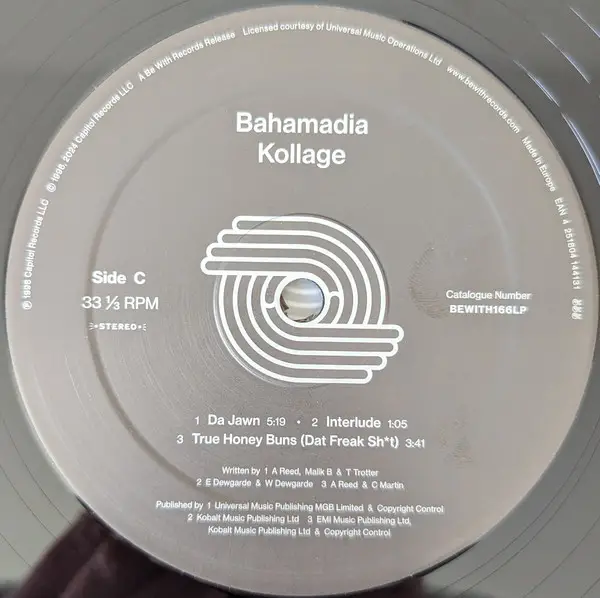 ℗ 1996 Capitol Records LLC © 1996, 2024 Capitol Records LLC A Be With Records Release Licensed courtesy of Universal Music Operations Ltd www.bewithrecords.com Made in Europe EAN 4 251804 144131
Bahamadia
Kollage
Side C
33 ⅓ RPM
STEREO
Catalogue Number
BEWITH166LP
1 Da Jawn 5:19 • 2 Interlude 1:05
3 True Honey Buns (Dat Freak Sh*t) 3:41
Written by 1 A Reed, Malik B & T Trotter
2 E Dewgarde & W Dewgarde 3 A Reed & C Martin
Published by 1 Universal Music Publishing MGB Limited & Copyright Control
2 Kobalt Music Publishing Ltd 3 EMI Music Publishing Ltd,
Kobalt Music Publishing Ltd & Copyright Control